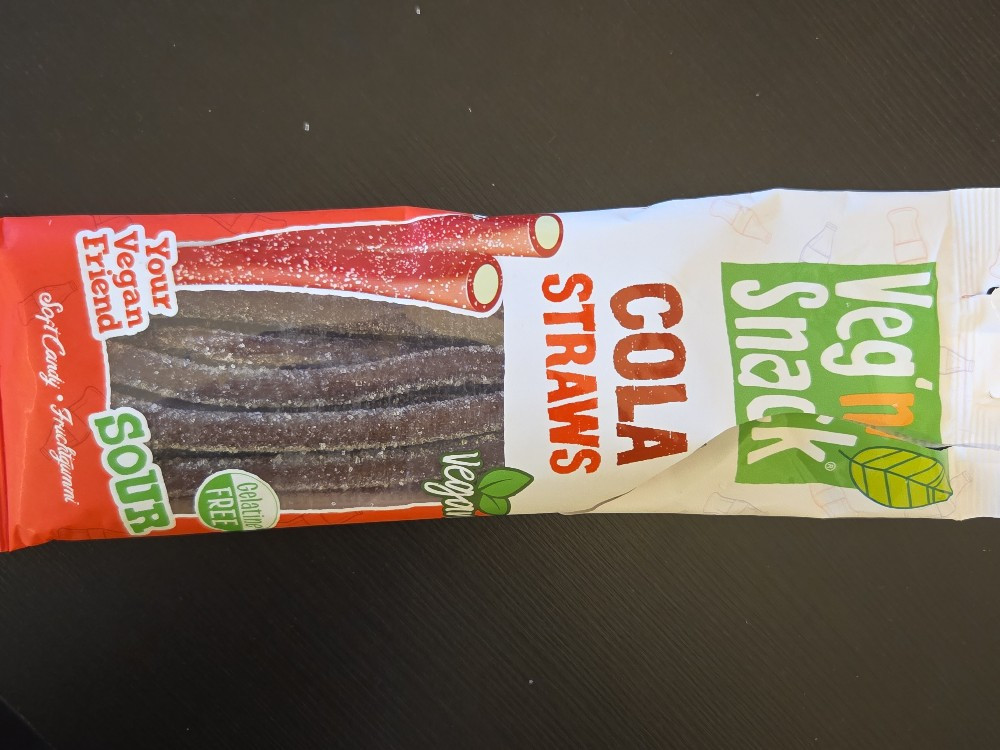 Veg'n
Snack®
COLA
STRAWS
Vegan
Your
Vegan
Friend
SOUR
Gelatine
FREE
Soft Candy • Fruchtgummi